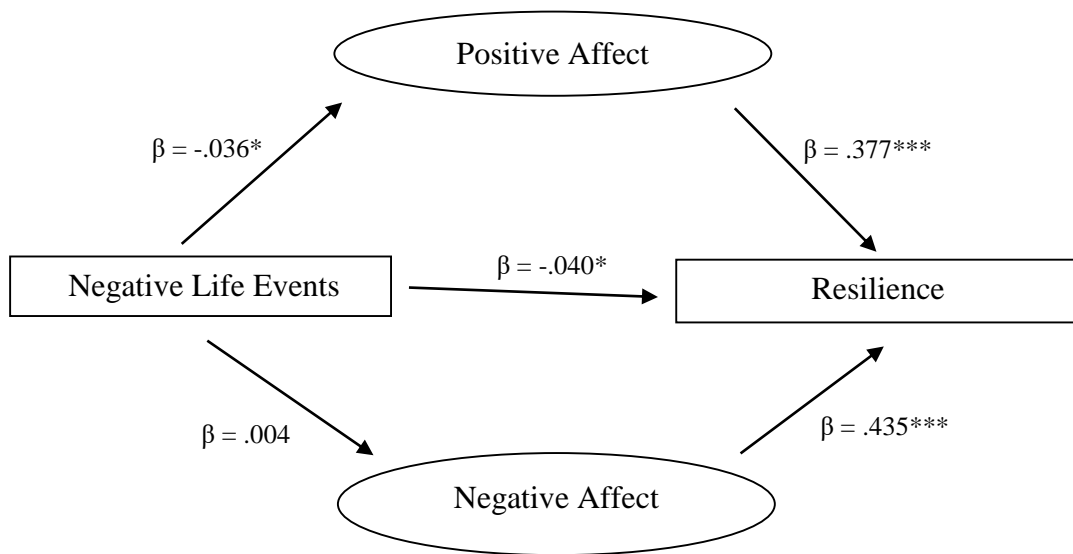 Positive Affect
β = -.036*
β = .377***
β = -.040*
Negative Life Events
Resilience
β = .004
β = .435***
Negative Affect